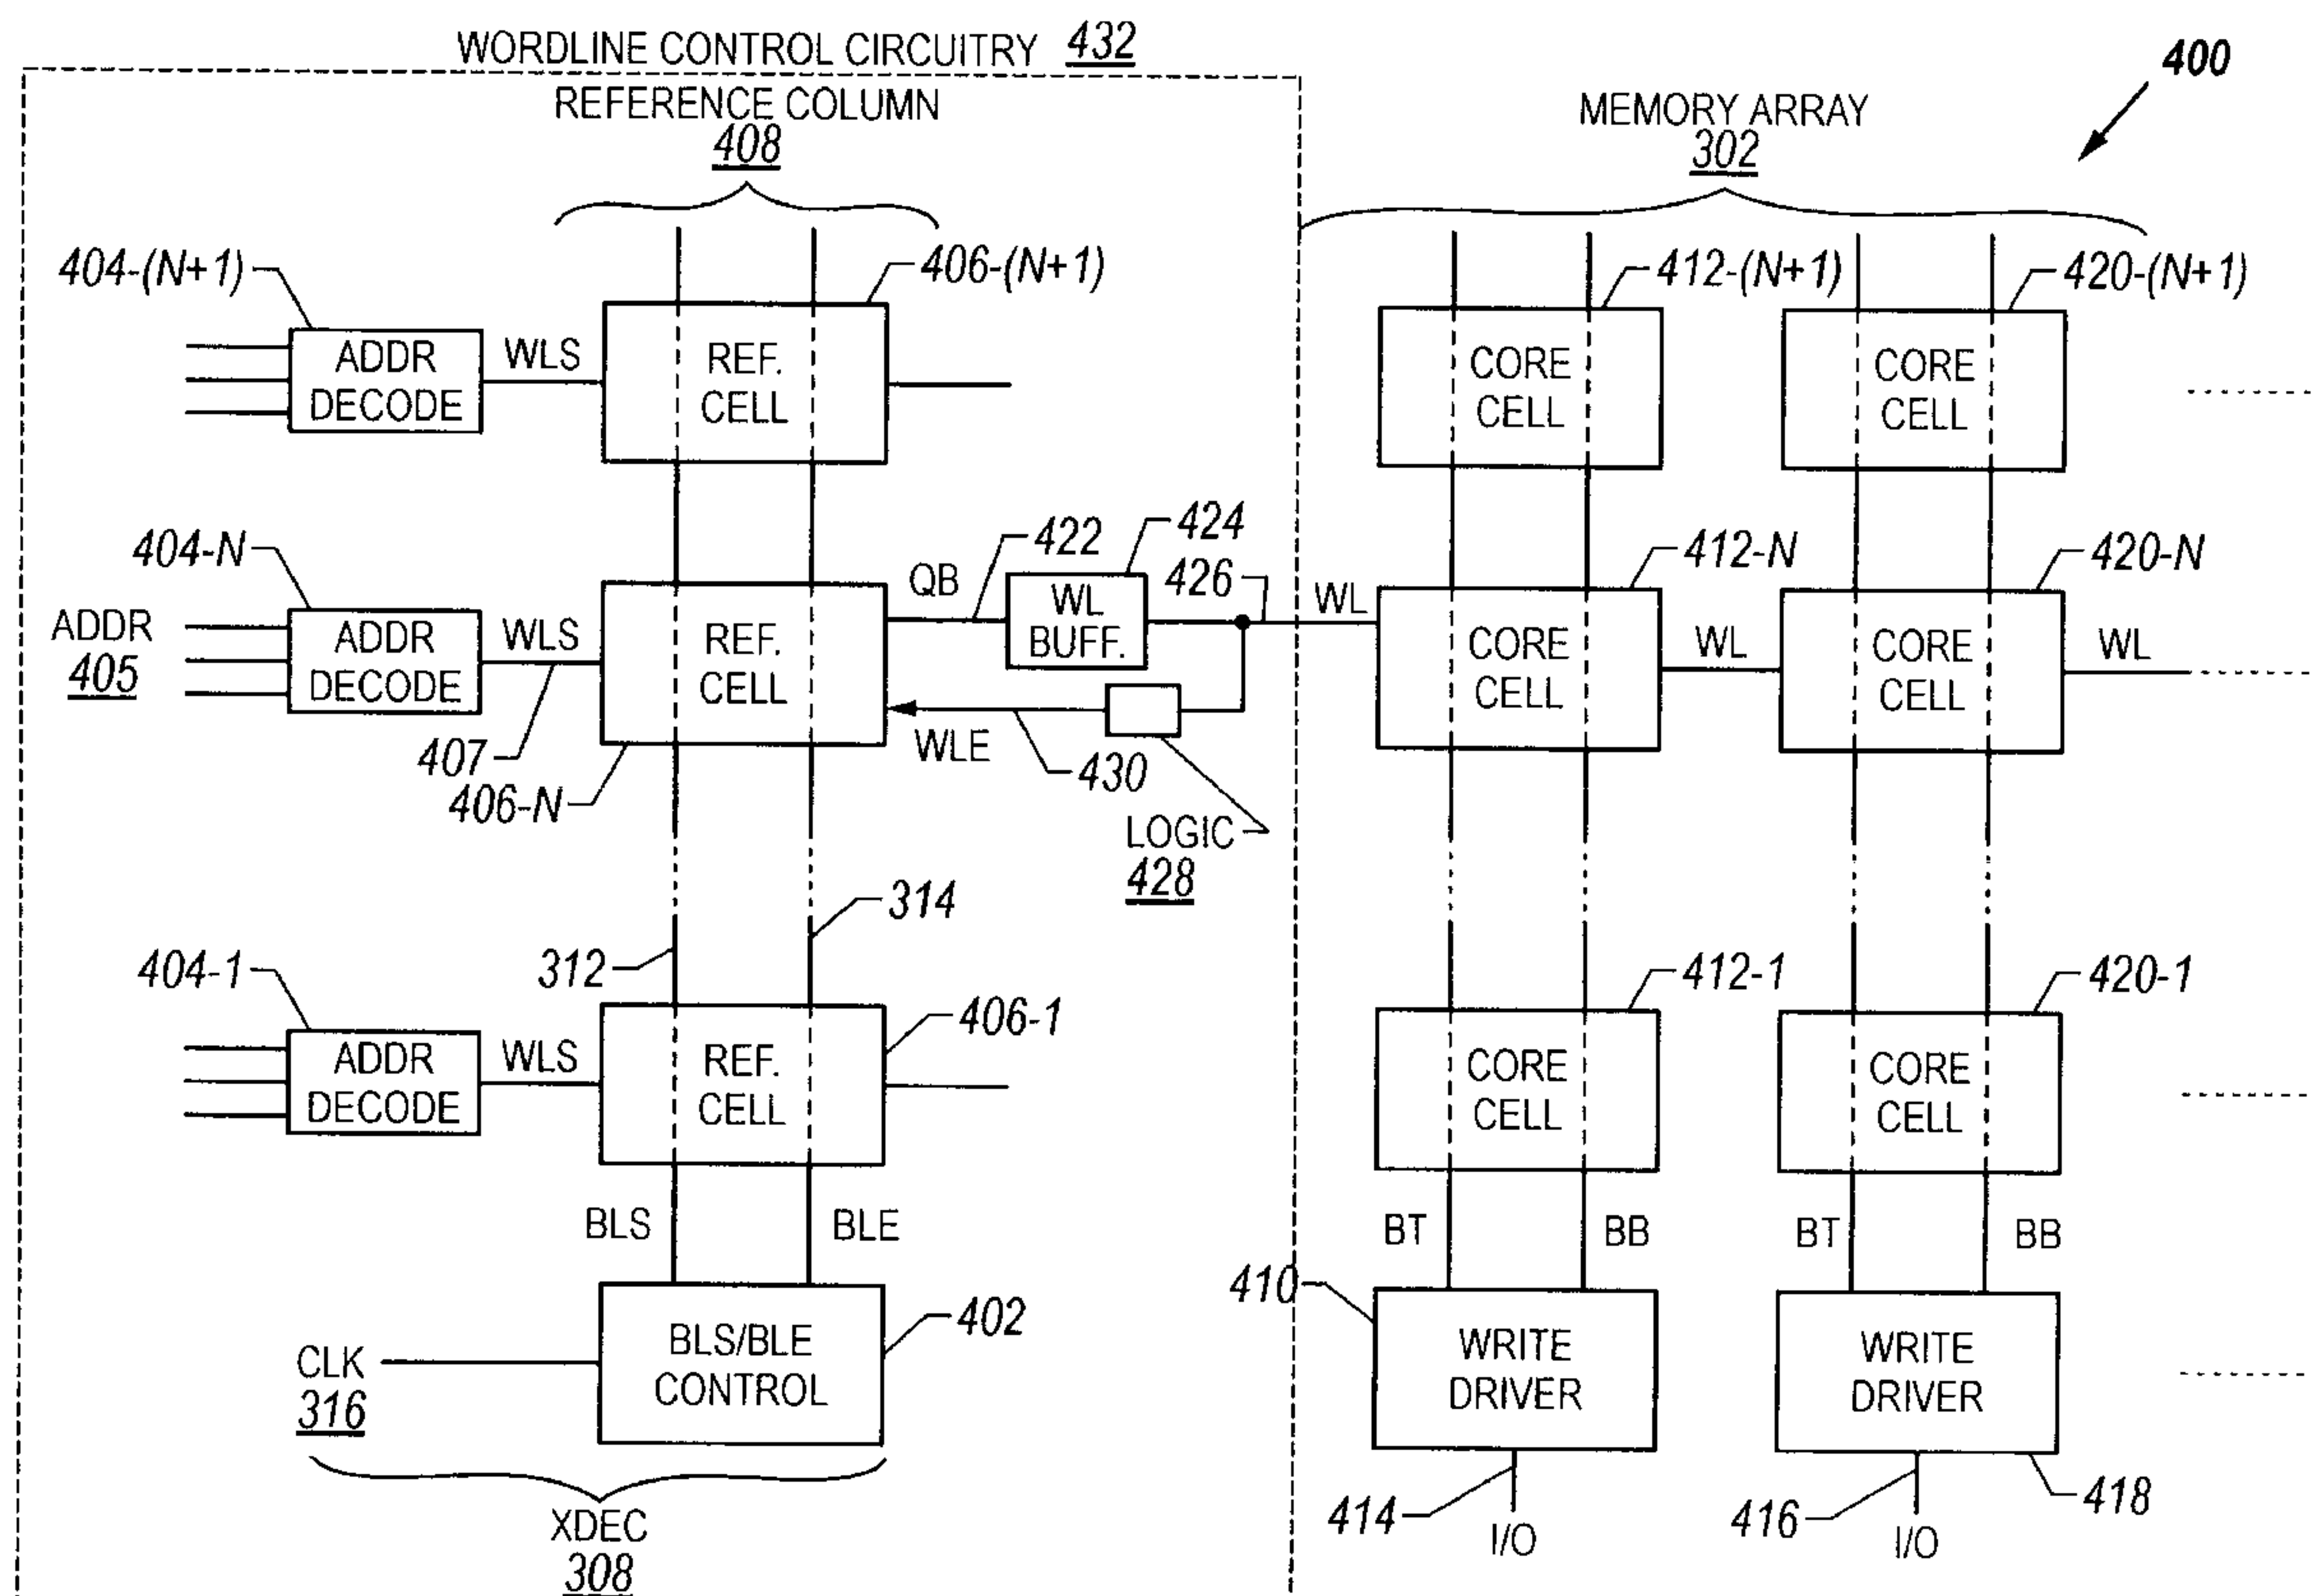 WORDLINE CONTROL CIRCUITRY 432
400
REFERENCE COLUMN
408
MEMORY ARRAY
302
404-(N+1)
406-(N+1)
412-(N+1)
420-(N+1)
ADDR
DECODE
WLS
REF.
CELL
CORE
CELL
CORE
CELL
404-N
422
424
426
412-N
420-N
ADDR
405
ADDR
DECODE
WLS
407
REF.
CELL
406-N
QB
WL
BUFF.
WL
WLE
430
LOGIC
428
CORE
CELL
WL
CORE
CELL
WL
404-1
312
314
406-1
412-1
420-1
ADDR
DECODE
WLS
REF.
CELL
CORE
CELL
CORE
CELL
BLS
BLE
BT
BB
BT
BB
CLK
316
BLS/BLE
CONTROL
402
410
WRITE
DRIVER
WRITE
DRIVER
418
414
I/O
416
I/O
XDEC
308